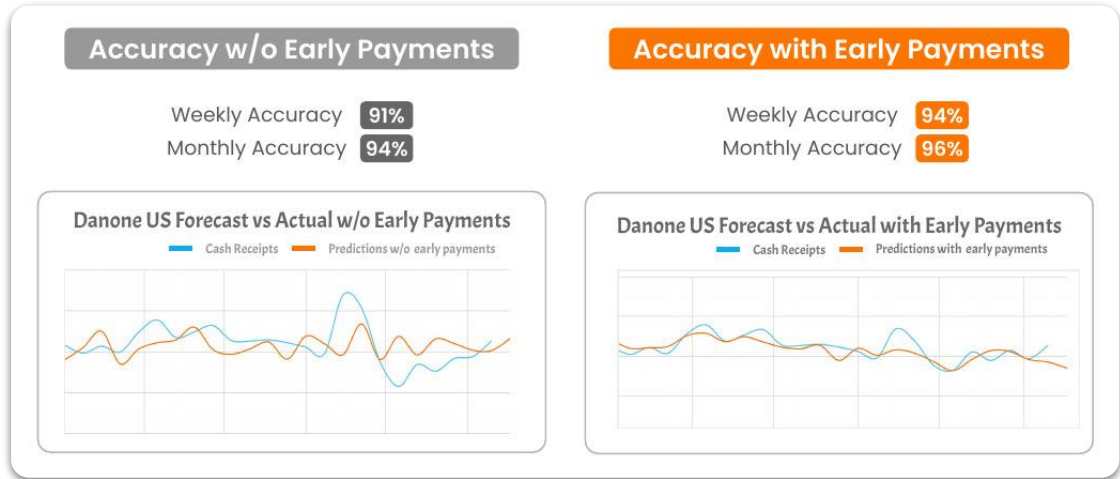 Accuracy w/o Early Payments
Weekly Accuracy 91%
Monthly Accuracy 94%
Danone US Forecast vs Actual w/o Early Payments
Cash Receipts Predictions w/o early payments
Accuracy with Early Payments
Weekly Accuracy 94%
Monthly Accuracy 96%
Danone US Forecast vs Actual with Early Payments
Cash Receipts Predictions with early payments